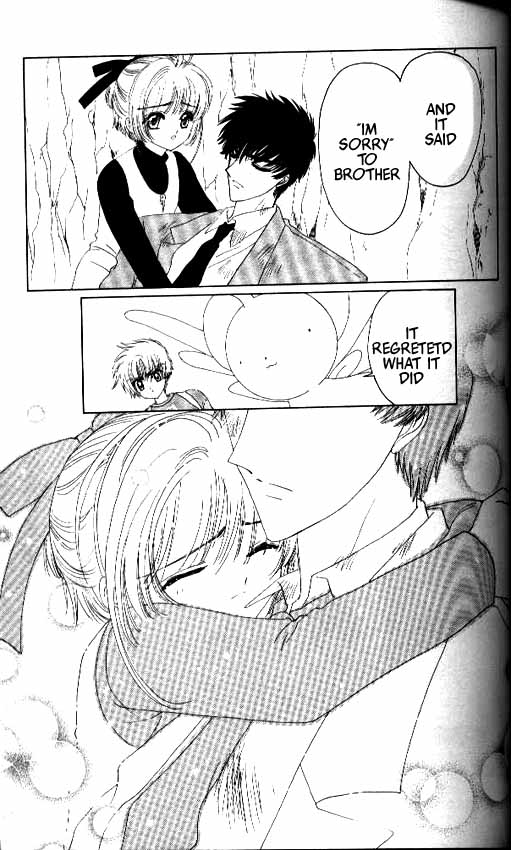 AND
IT
SAID
"IM
SORRY"
TO
BROTHER
IT
REGRETETD
WHAT IT
DID